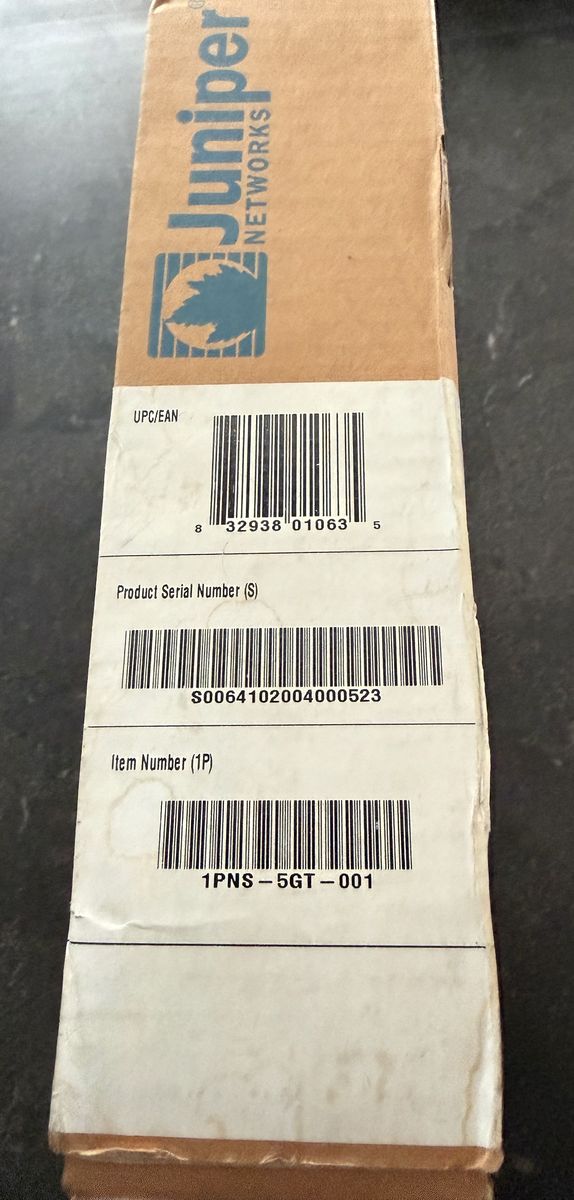 Juniper
NETWORKS
UPC/EAN
8 32938 01063 5
Product Serial Number (S)
S0064102004000523
Item Number (1P)
1PNS-5GT-001